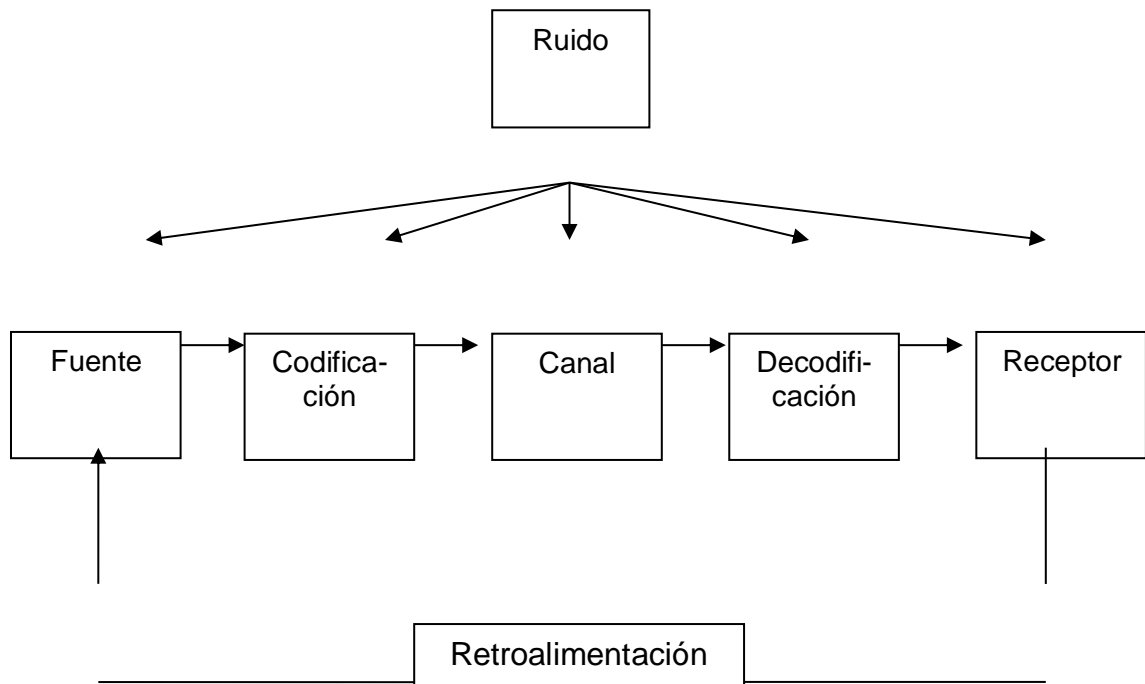 Ruido
Fuente
Codifica-
ción
Canal
Decodifi-
cación
Receptor
Retroalimentación